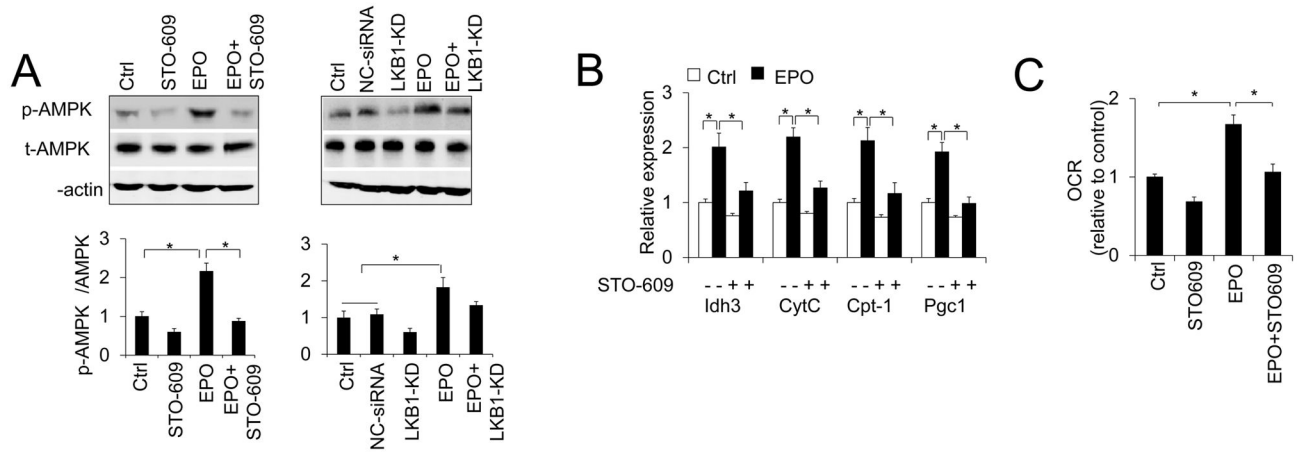 A
Ctrl
STO-609
EPO
EPO+
STO-609
p-AMPK
t-AMPK
-actin
Ctrl
NC-siRNA
LKB1-KD
EPO
EPO+
LKB1-KD
p-AMPK /AMPK
3
2
1
0
* *
Ctrl
STO-609
EPO
EPO+
STO-609
3
2
1
0
*
Ctrl
NC-siRNA
LKB1-KD
EPO
EPO+
LKB1-KD
B
Ctrl EPO
Relative expression
3
2
1
0
* * * * * * * *
STO-609 - - + + - - + + - - + + - - + +
Idh3 CytC Cpt-1 Pgc1
C
OCR
(relative to control)
2
1
0
* *
Ctrl
STO609
EPO
EPO+STO609